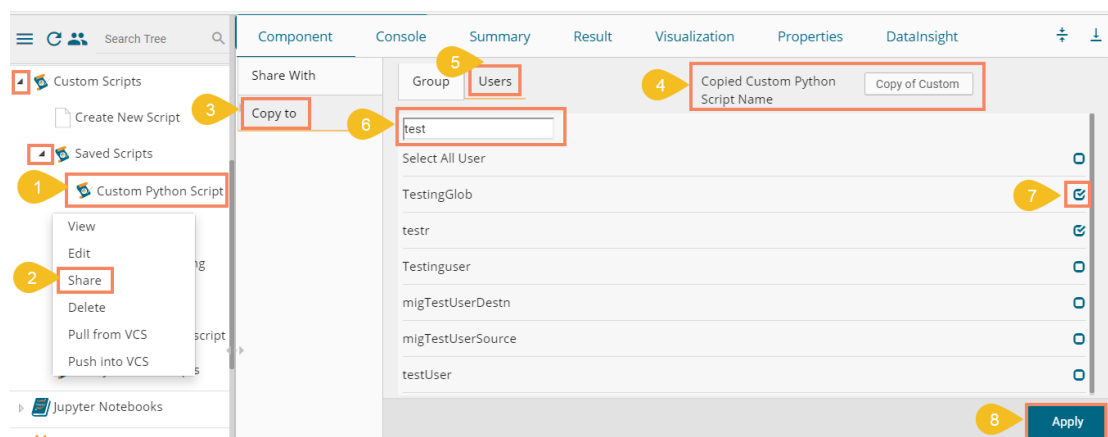 Search Tree
Component
Console
Summary
Result
Visualization
Properties
DataInsight
Custom Scripts
Create New Script
Saved Scripts
1
Custom Python Script
View
Edit
ng
2
Share
Delete
Pull from VCS
script
Push into VCS
s
Jupyter Notebooks
Share With
3
Copy to
5
Group
Users
4
Copied Custom Python
Script Name
Copy of Custom
6
test
Select All User
TestingGlob
7
testr
Testinguser
migTestUserDestn
migTestUserSource
testUser
8
Apply